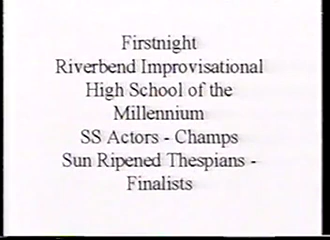 Firstnight
Riverbend Improvisational
High School of the
Millennium
SS Actors - Champs
Sun Ripened Thespians -
Finalists